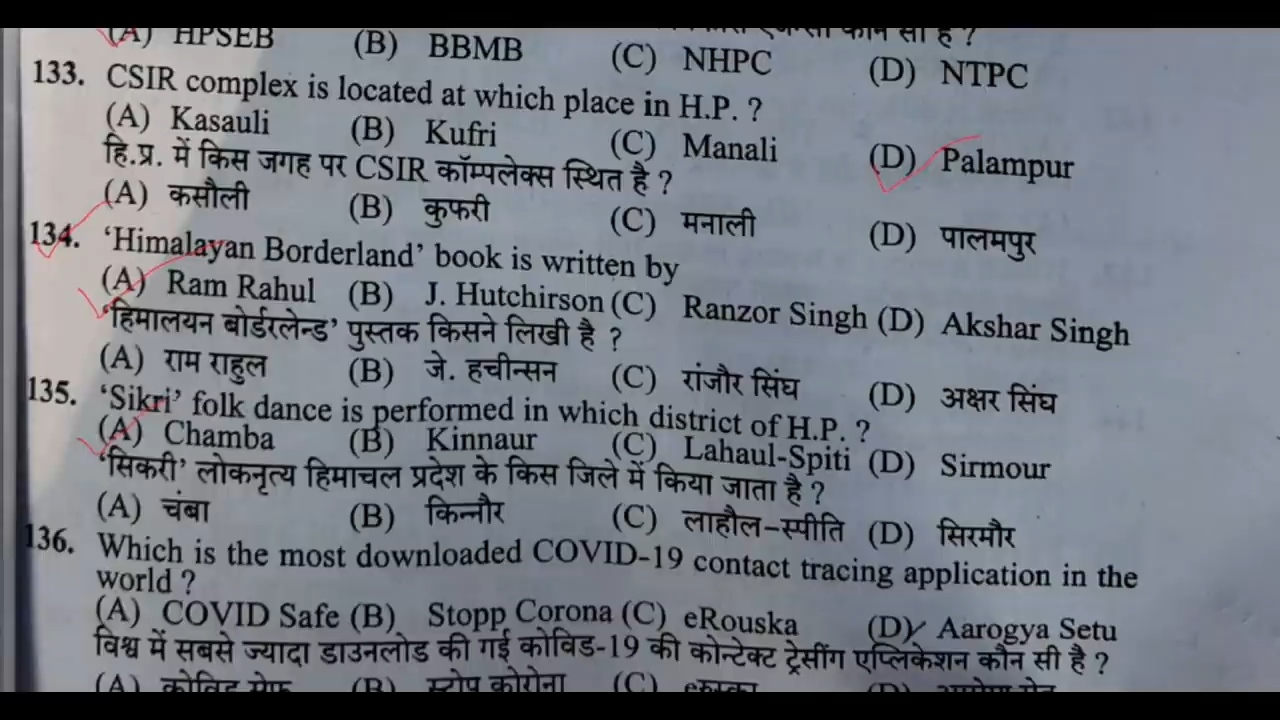 कौन सी है ?
(A) HPSEB (B) BBMB (C) NHPC (D) NTPC
133. CSIR complex is located at which place in H.P. ?
(A) Kasauli (B) Kufri (C) Manali (D) Palampur
हि.प्र. में किस जगह पर CSIR कॉम्पलेक्स स्थित है ?
(A) कसौली (B) कुफरी (C) मनाली (D) पालमपुर
134. ‘Himalayan Borderland’ book is written by
(A) Ram Rahul (B) J. Hutchirson (C) Ranzor Singh (D) Akshar Singh
‘हिमालयन बोर्डरलेन्ड’ पुस्तक किसने लिखी है ?
(A) राम राहुल (B) जे. हचीन्सन (C) रांजौर सिंघ (D) अक्षर सिंघ
135. ‘Sikri’ folk dance is performed in which district of H.P. ?
(A) Chamba (B) Kinnaur (C) Lahaul-Spiti (D) Sirmour
‘सिकरी’ लोकनृत्य हिमाचल प्रदेश के किस जिले में किया जाता है ?
(A) चंबा (B) किन्नौर (C) लाहौल-स्पीति (D) सिरमौर
136. Which is the most downloaded COVID-19 contact tracing application in the
world ?
(A) COVID Safe (B) Stopp Corona (C) eRouska (D) Aarogya Setu
विश्व में सबसे ज्यादा डाउनलोड की गई कोविड-19 की कोन्टेक्ट ट्रेसींग एप्लिकेशन कौन सी है ?
(A) कोविड (B) स्टोप कोरोना (C) (D)